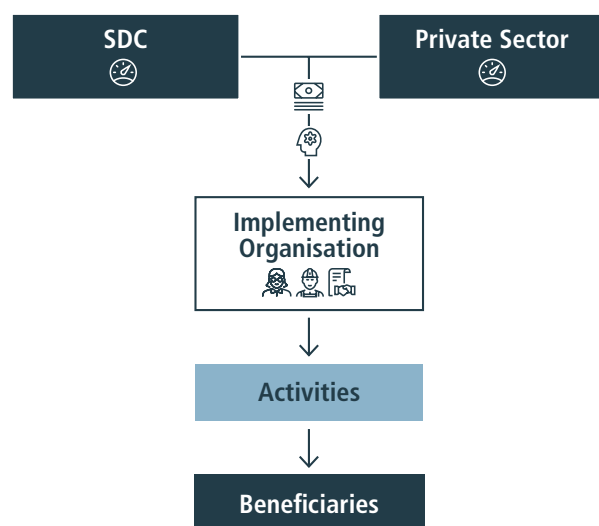 SDC
Private Sector
Implementing
Organisation
Activities
Beneficiaries